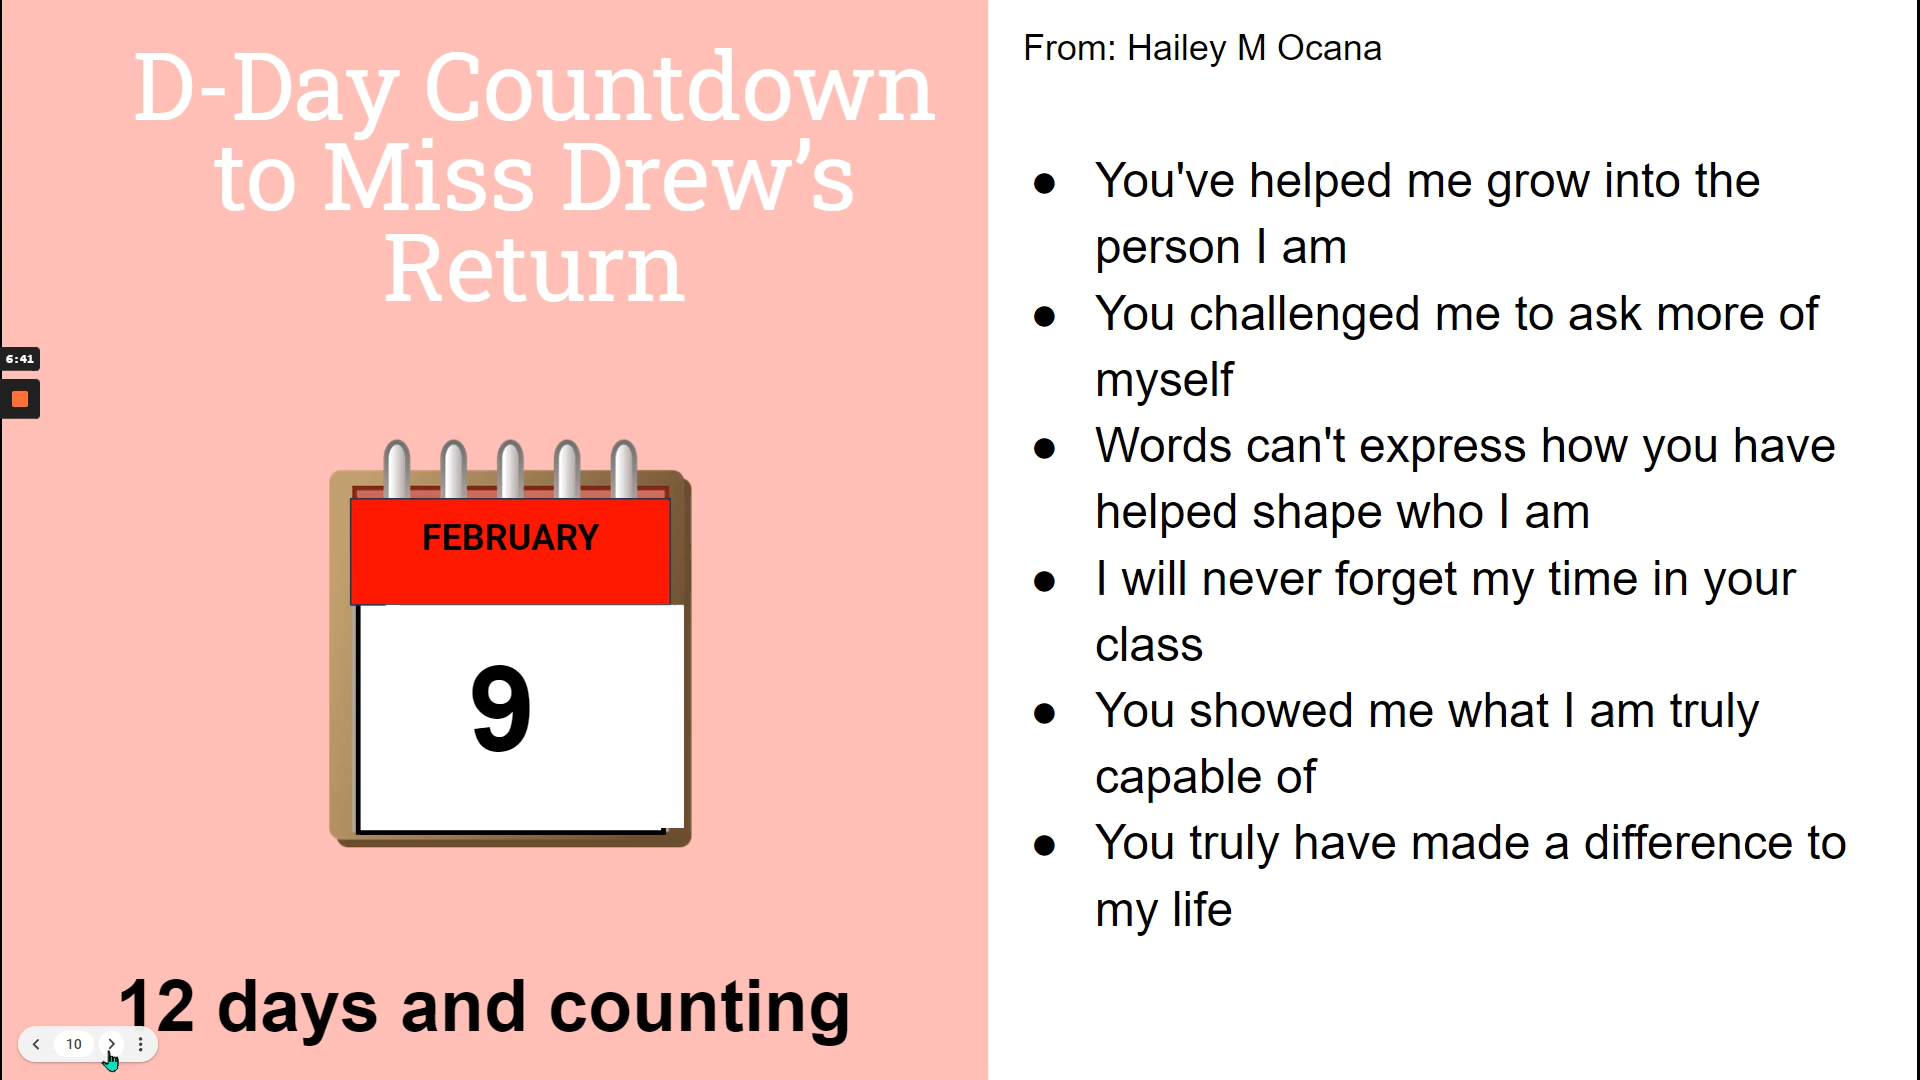 D-Day Countdown
to Miss Drew’s
Return
6:41
FEBRUARY
9
12 days and counting
10
From: Hailey M Ocana
● You've helped me grow into the
person I am
● You challenged me to ask more of
myself
● Words can't express how you have
helped shape who I am
● I will never forget my time in your
class
● You showed me what I am truly
capable of
● You truly have made a difference to
my life